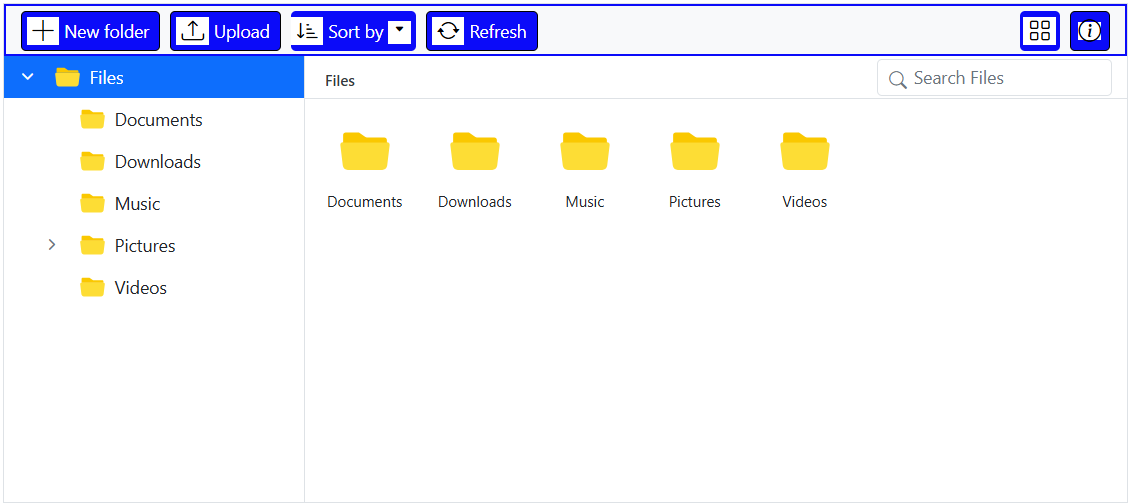 New folder Upload Sort by Refresh
Files
Documents
Downloads
Music
Pictures
Videos
Files
Search Files
Documents Downloads Music Pictures Videos